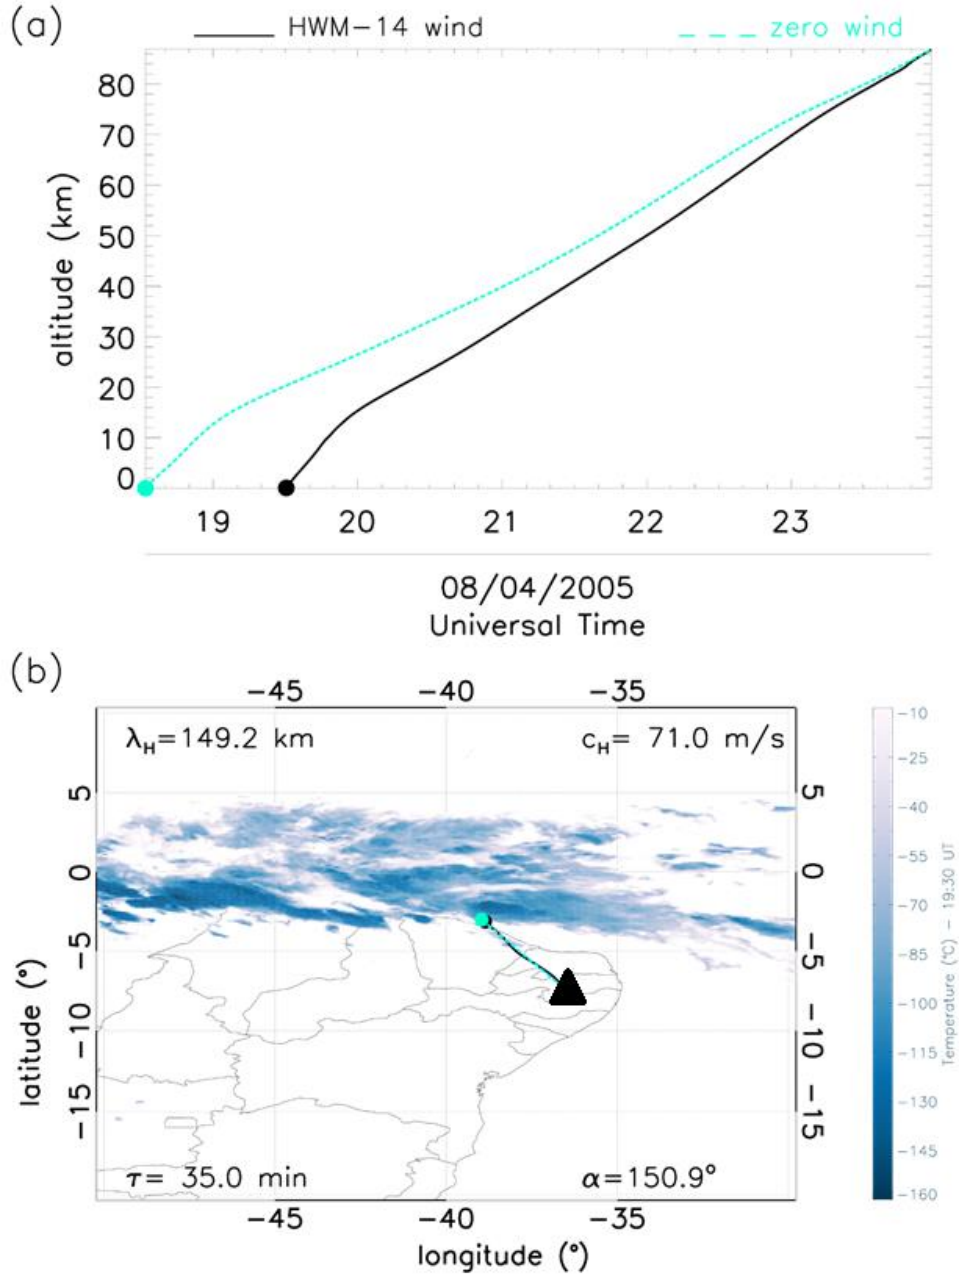 (a)
HWM−14 wind
zero wind
80
70
60
50
40
30
20
10
0
altitude (km)
19 20 21 22 23
08/04/2005
Universal Time
(b)
−45 −40 −35
λH=149.2 km
cH= 71.0 m/s
5
0
−5
−10
−15
latitude (°)
5
0
−5
−10
−15
τ= 35.0 min
α=150.9°
−45 −40 −35
longitude (°)
−10
−25
−40
−55
−70
−85
−100
−115
−130
−145
−160
Temperature (°C) − 19:30 UT